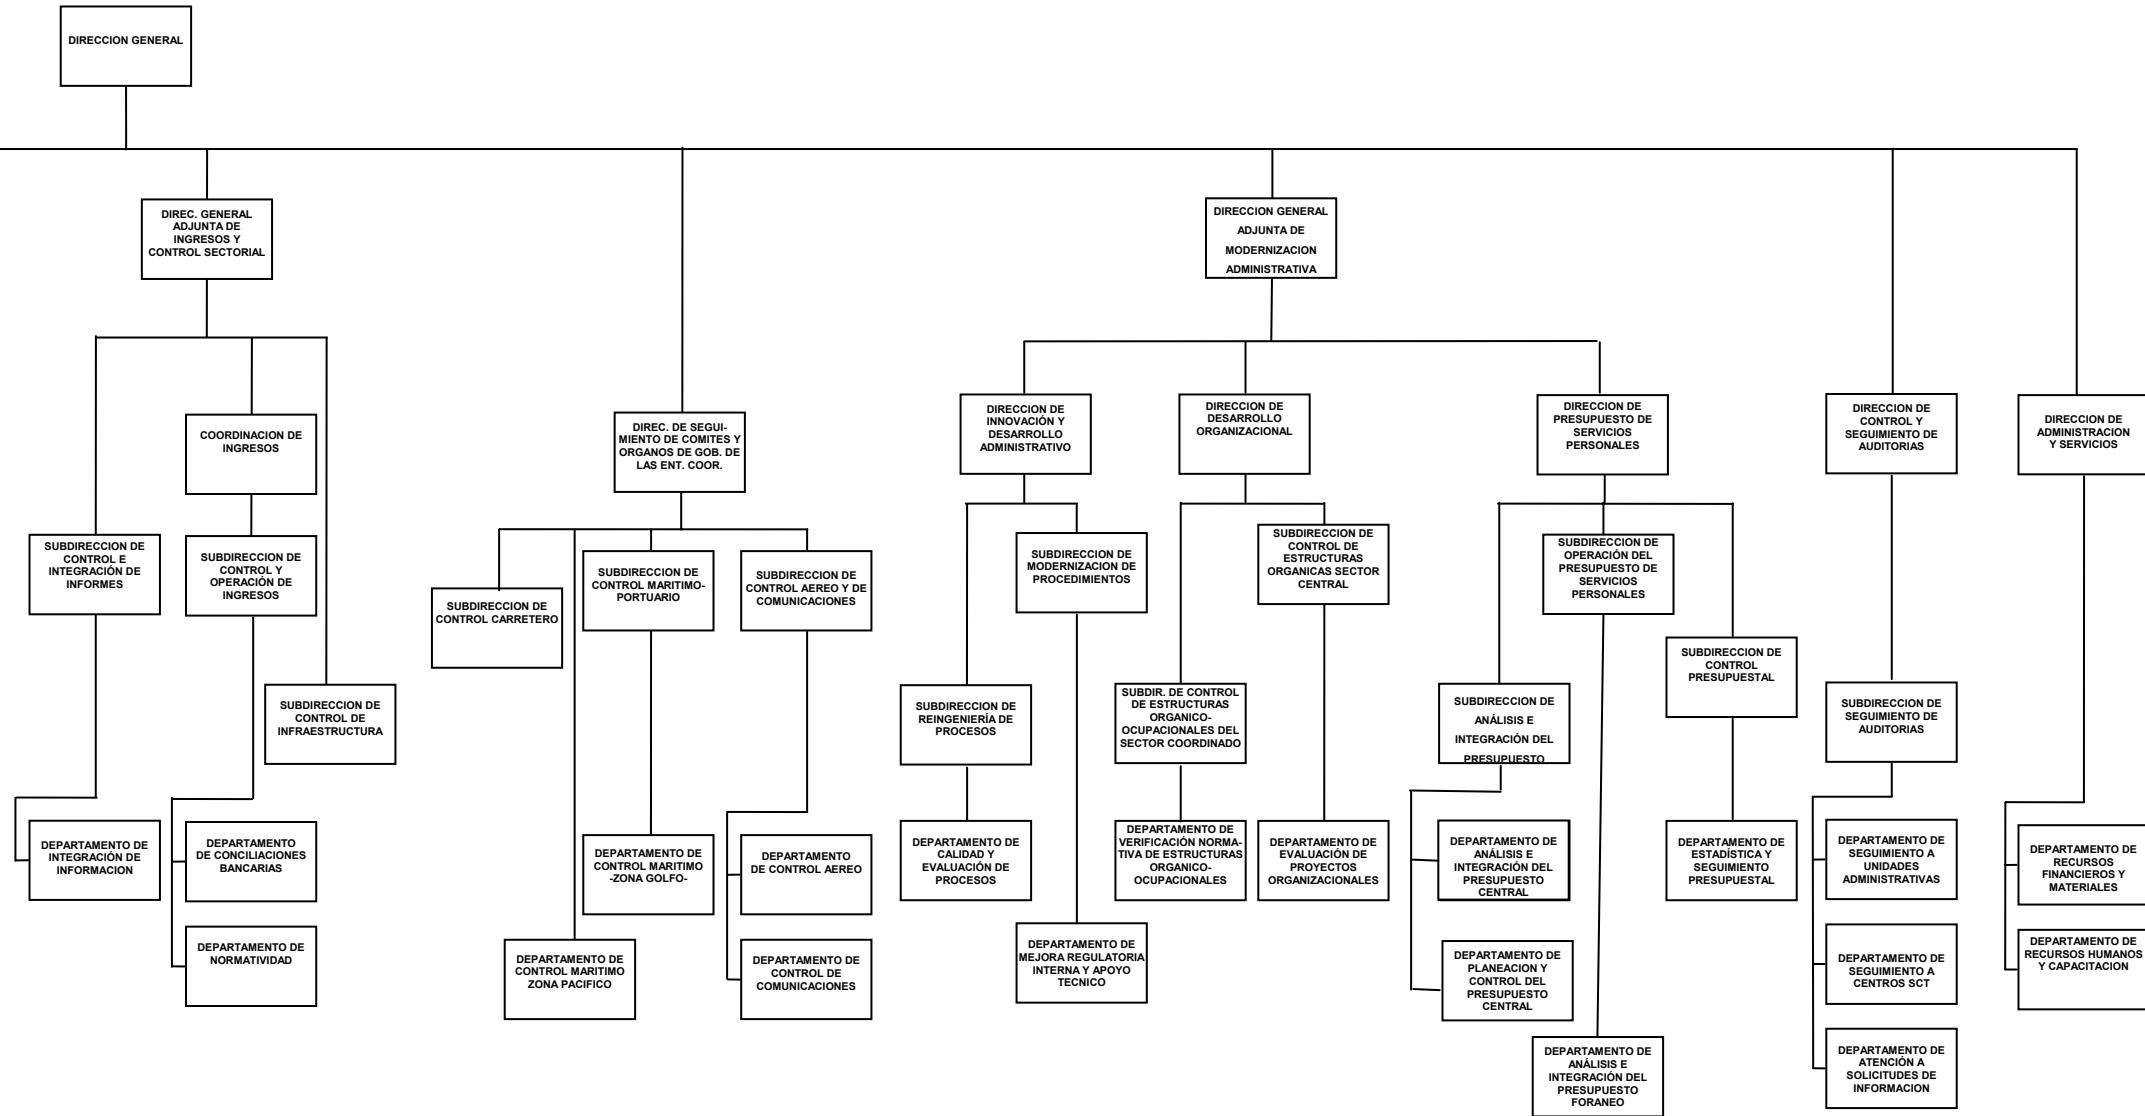 DIRECCION GENERAL
DIREC. GENERAL
ADJUNTA DE
INGRESOS Y
CONTROL SECTORIAL
DIRECCION GENERAL
ADJUNTA DE
MODERNIZACION
ADMINISTRATIVA
COORDINACION DE
INGRESOS
DIREC. DE SEGUI-
MIENTO DE COMITES Y
ORGANOS DE GOB. DE
LAS ENT. COOR.
DIRECCION DE
INNOVACIÓN Y
DESARROLLO
ADMINISTRATIVO
DIRECCION DE
DESARROLLO
ORGANIZACIONAL
DIRECCION DE
PRESUPUESTO DE
SERVICIOS
PERSONALES
DIRECCION DE
CONTROL Y
SEGUIMIENTO DE
AUDITORIAS
DIRECCION DE
ADMINISTRACION
Y SERVICIOS
SUBDIRECCION DE
CONTROL E
INTEGRACIÓN DE
INFORMES
SUBDIRECCION DE
CONTROL Y
OPERACIÓN DE
INGRESOS
SUBDIRECCION DE
CONTROL CARRETERO
SUBDIRECCION DE
CONTROL MARITIMO-
PORTUARIO
SUBDIRECCION DE
CONTROL AEREO Y DE
COMUNICACIONES
SUBDIRECCION DE
MODERNIZACION DE
PROCEDIMIENTOS
SUBDIRECCION DE
CONTROL DE
ESTRUCTURAS
ORGANICAS SECTOR
CENTRAL
SUBDIRECCION DE
OPERACIÓN DEL
PRESUPUESTO DE
SERVICIOS
PERSONALES
SUBDIRECCION DE
CONTROL
PRESUPUESTAL
SUBDIRECCION DE
CONTROL DE
INFRAESTRUCTURA
SUBDIRECCION DE
REINGENIERÍA DE
PROCESOS
SUBDIR. DE CONTROL
DE ESTRUCTURAS
ORGANICO-
OCUPACIONALES DEL
SECTOR COORDINADO
SUBDIRECCION DE
ANÁLISIS E
INTEGRACIÓN DEL
PRESUPUESTO
SUBDIRECCION DE
SEGUIMIENTO DE
AUDITORIAS
DEPARTAMENTO DE
INTEGRACIÓN DE
INFORMACION
DEPARTAMENTO
DE CONCILIACIONES
BANCARIAS
DEPARTAMENTO DE
CONTROL MARITIMO
-ZONA GOLFO-
DEPARTAMENTO
DE CONTROL AEREO
DEPARTAMENTO DE
CALIDAD Y
EVALUACIÓN DE
PROCESOS
DEPARTAMENTO DE
VERIFICACIÓN NORMA-
TIVA DE ESTRUCTURAS
ORGANICO-
OCUPACIONALES
DEPARTAMENTO DE
EVALUACIÓN DE
PROYECTOS
ORGANIZACIONALES
DEPARTAMENTO DE
ANÁLISIS E
INTEGRACIÓN DEL
PRESUPUESTO
CENTRAL
DEPARTAMENTO DE
ESTADÍSTICA Y
SEGUIMIENTO
PRESUPUESTAL
DEPARTAMENTO DE
SEGUIMIENTO A
UNIDADES
ADMINISTRATIVAS
DEPARTAMENTO DE
RECURSOS
FINANCIEROS Y
MATERIALES
DEPARTAMENTO DE
NORMATIVIDAD
DEPARTAMENTO DE
CONTROL MARITIMO
ZONA PACIFICO
DEPARTAMENTO DE
CONTROL DE
COMUNICACIONES
DEPARTAMENTO DE
MEJORA REGULATORIA
INTERNA Y APOYO
TECNICO
DEPARTAMENTO DE
PLANEACION Y
CONTROL DEL
PRESUPUESTO
CENTRAL
DEPARTAMENTO DE
SEGUIMIENTO A
CENTROS SCT
DEPARTAMENTO DE
RECURSOS HUMANOS
Y CAPACITACION
DEPARTAMENTO DE
ANÁLISIS E
INTEGRACIÓN DEL
PRESUPUESTO
FORANEO
DEPARTAMENTO DE
ATENCIÓN A
SOLICITUDES DE
INFORMACION